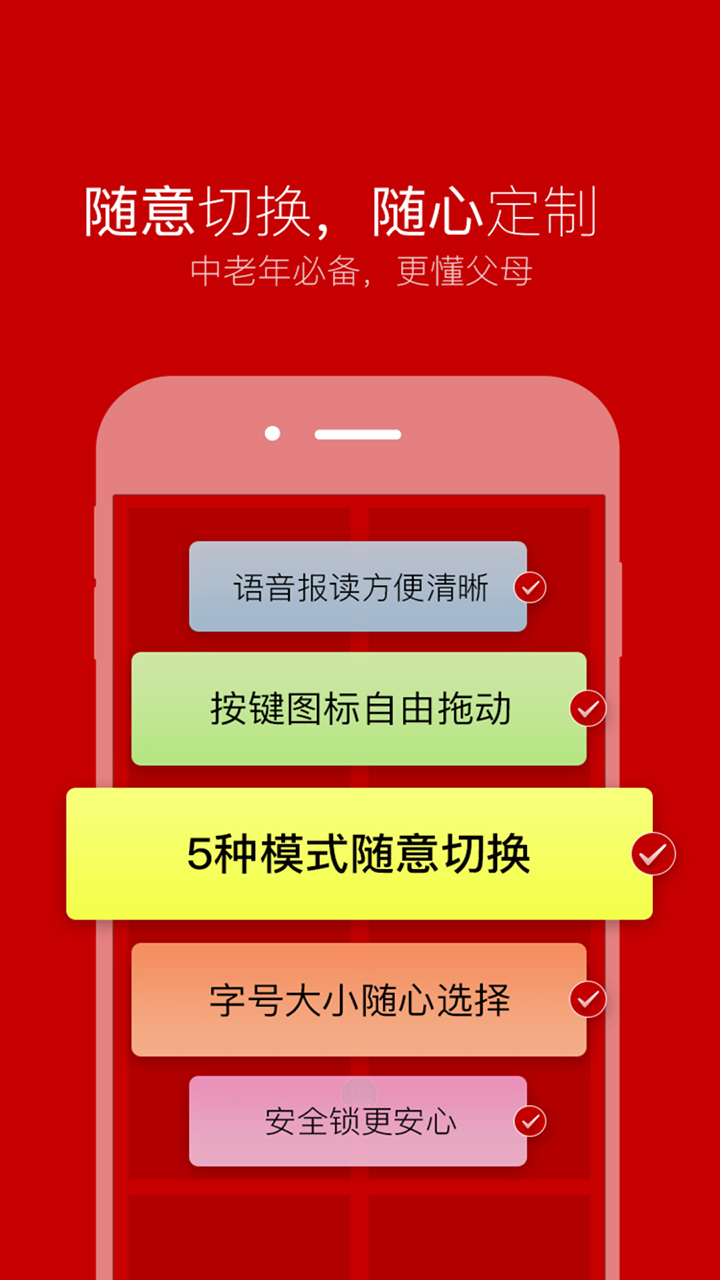 随意切换，随心定制
中老年必备，更懂父母
语音报读方便清晰
按键图标自由拖动
5种模式随意切换
字号大小随心选择
安全锁更安心